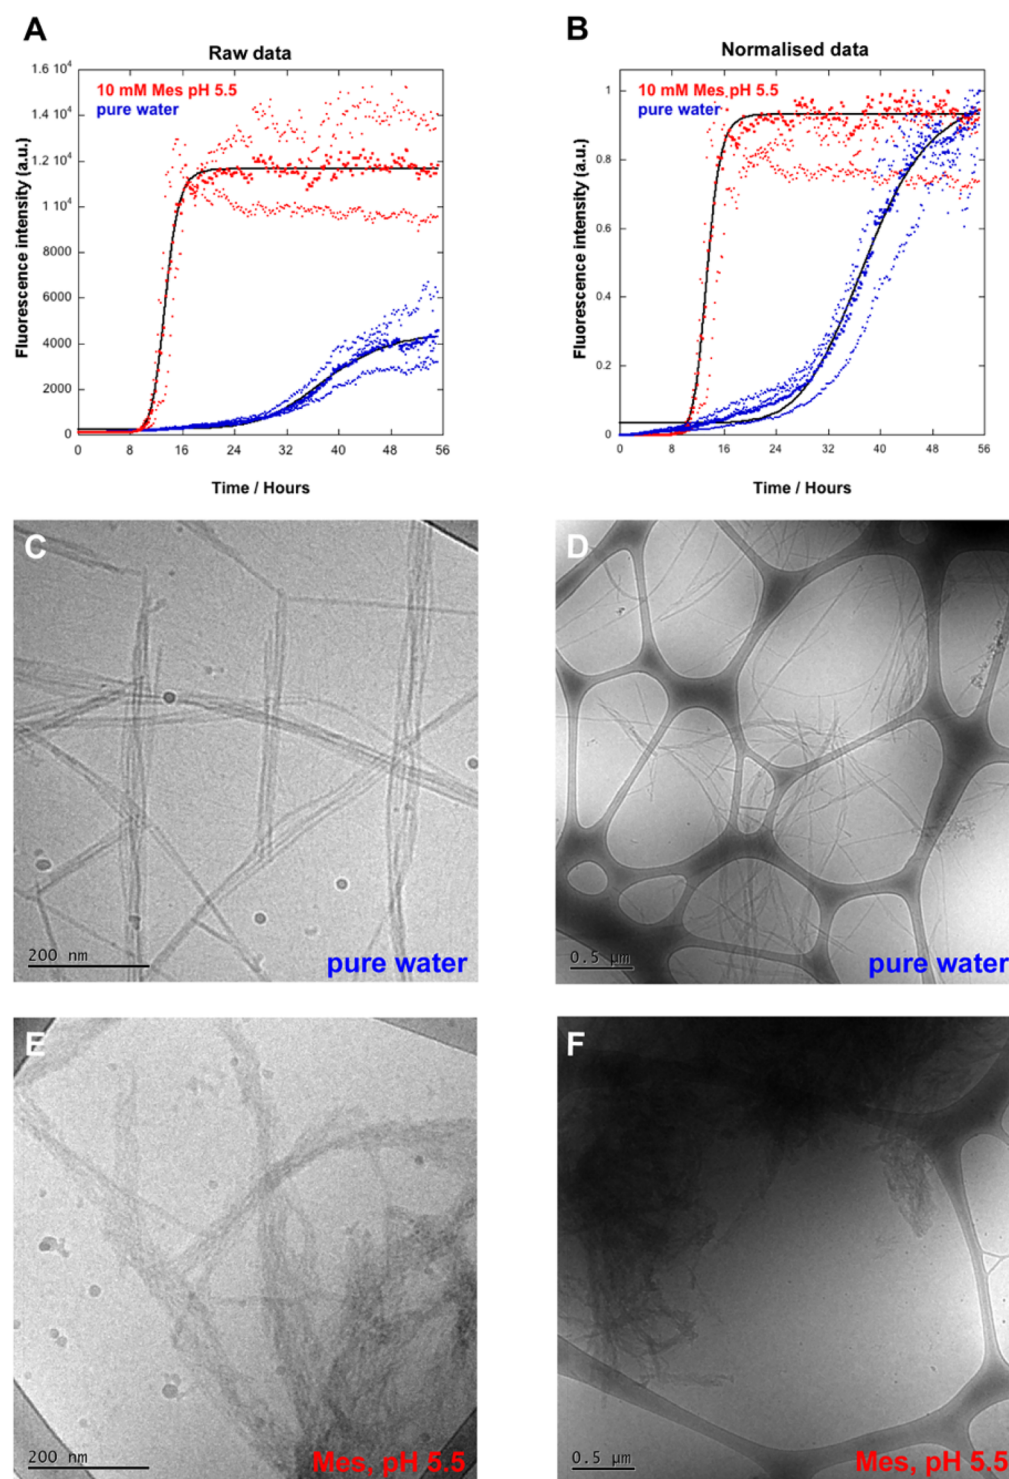 A
Raw data
1.6 10⁴
1.4 10⁴
1.2 10⁴
1 10⁴
8000
6000
4000
2000
0
Fluorescence intensity (a.u.)
10 mM Mes pH 5.5
pure water
0 8 16 24 32 40 48 56
Time / Hours
B
Normalised data
1
0.8
0.6
0.4
0.2
0
Fluorescence intensity (a.u.)
10 mM Mes pH 5.5
pure water
0 8 16 24 32 40 48 56
Time / Hours
C
200 nm
pure water
D
0.5 µm
pure water
E
200 nm
Mes, pH 5.5
F
0.5 µm
Mes, pH 5.5